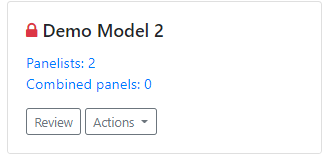 Demo Model 2
Panelists: 2
Combined panels: 0
Review
Actions